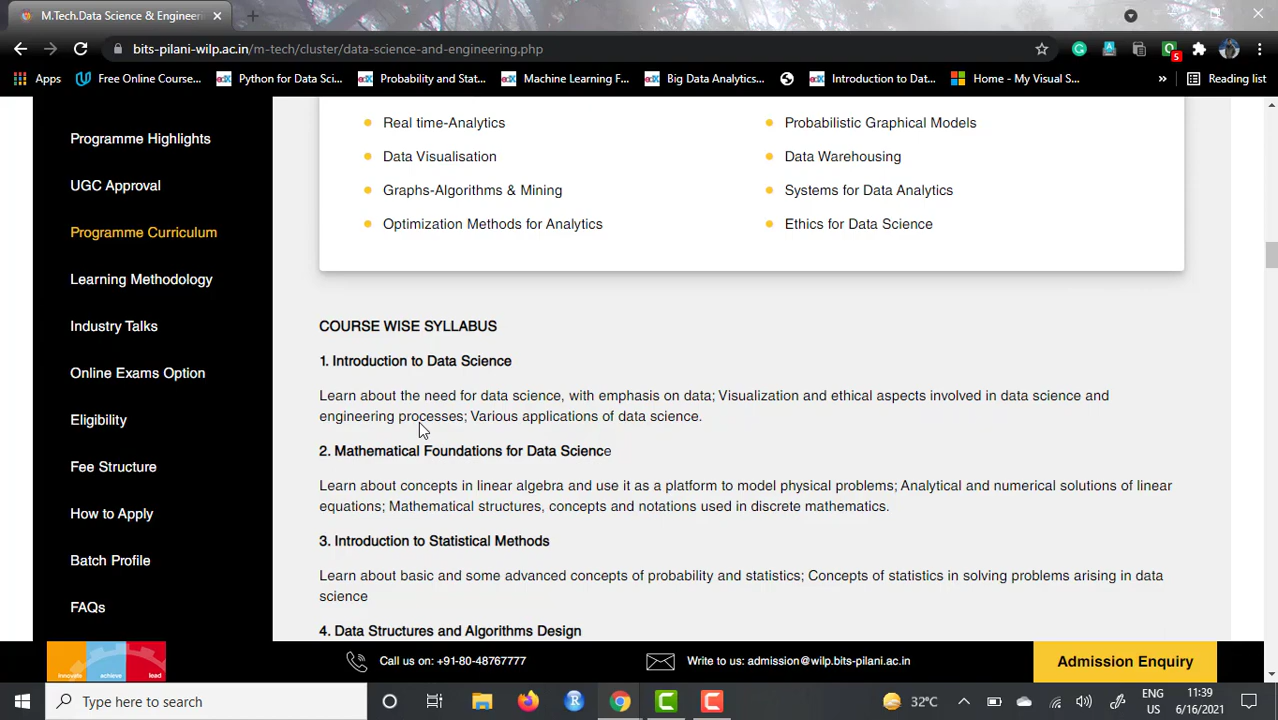 M.Tech.Data Science & Engineer
bits-pilani-wilp.ac.in/m-tech/cluster/data-science-and-engineering.php
Apps
Free Online Course...
Python for Data Sci...
Probability and Stat...
Machine Learning F...
Big Data Analytics...
Introduction to Dat...
Home - My Visual S...
»
Reading list
Programme Highlights
UGC Approval
Programme Curriculum
Learning Methodology
Industry Talks
Online Exams Option
Eligibility
Fee Structure
How to Apply
Batch Profile
FAQs
Real time-Analytics
Probabilistic Graphical Models
Data Visualisation
Data Warehousing
Graphs-Algorithms & Mining
Systems for Data Analytics
Optimization Methods for Analytics
Ethics for Data Science
COURSE WISE SYLLABUS
1. Introduction to Data Science
Learn about the need for data science, with emphasis on data; Visualization and ethical aspects involved in data science and
engineering processes; Various applications of data science.
2. Mathematical Foundations for Data Science
Learn about concepts in linear algebra and use it as a platform to model physical problems; Analytical and numerical solutions of linear
equations; Mathematical structures, concepts and notations used in discrete mathematics.
3. Introduction to Statistical Methods
Learn about basic and some advanced concepts of probability and statistics; Concepts of statistics in solving problems arising in data
science
4. Data Structures and Algorithms Design
innovate achieve lead
Call us on: +91-80-48767777
Write to us: admission@wilp.bits-pilani.ac.in
Admission Enquiry
Type here to search
32°C
ENG
US
11:39
6/16/2021
5